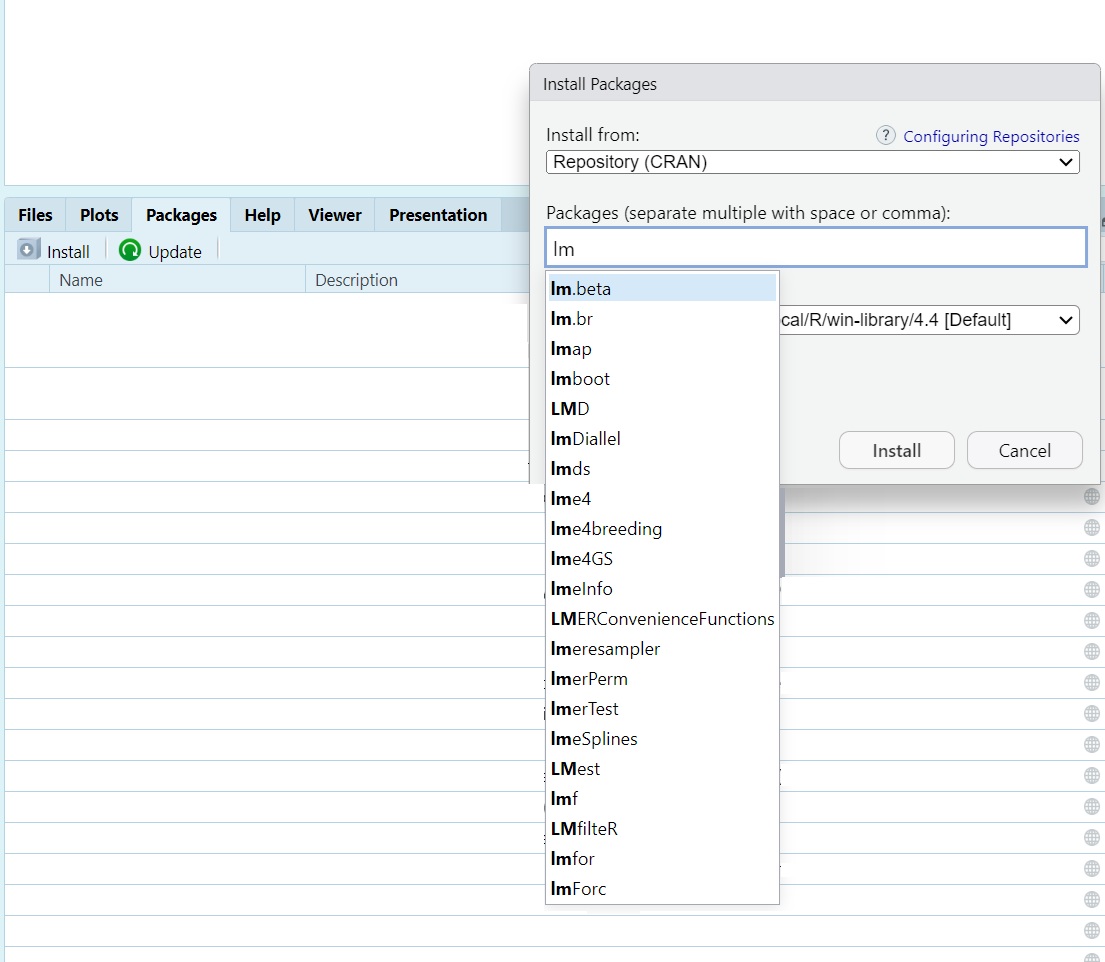 Install Packages
Install from:
? Configuring Repositories
Repository (CRAN)
Files Plots Packages Help Viewer Presentation
Packages (separate multiple with space or comma):
Install Update
lm
Name Description
lm.beta
lm.br
cal/R/win-library/4.4 [Default]
lmap
lmboot
LMD
lmDiallel
Install Cancel
lmds
lme4
lme4breeding
lme4GS
lmeInfo
LMERConvenienceFunctions
lmeresampler
lmerPerm
lmerTest
lmeSplines
LMest
lmf
LMfilteR
lmfor
lmForc